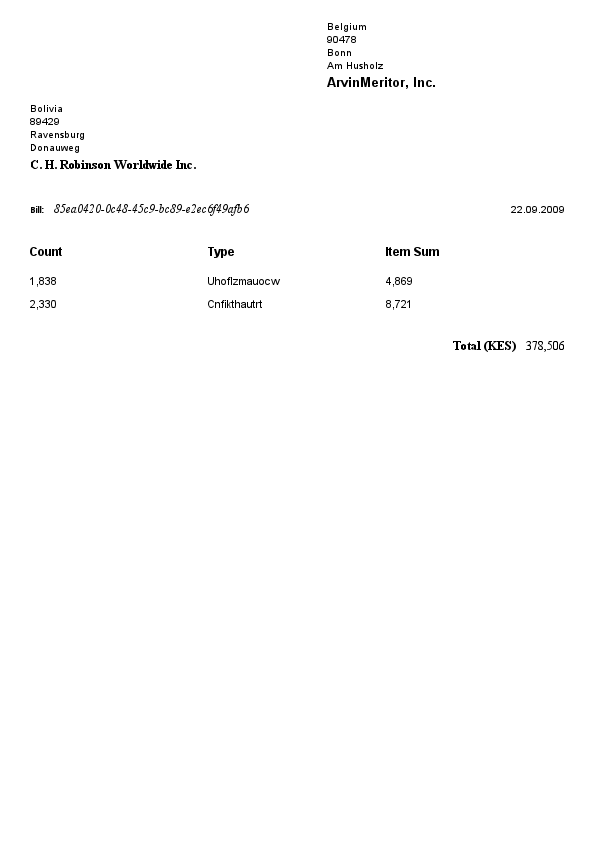 Belgium
90478
Bonn
Am Husholz
ArvinMeritor, Inc.
Bolivia
89429
Ravensburg
Donauweg
C. H. Robinson Worldwide Inc.
Bill: 85ea0420-0c48-45c9-bc89-e2ec6f49afb6 22.09.2009
Count Type Item Sum
1,838 Uhoflzmauocw 4,869
2,330 Cnfikthautrt 8,721
Total (KES) 378,506